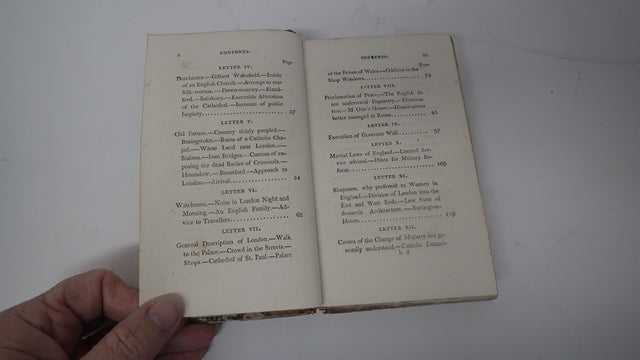 x
CONTENTS.
Page
LETTER IV.
Dorchester.—Gilbert Wakefield.—Inside
of an English Church.—Attempt to rear
Silk-worms. — Down-country.—Bland-
ford.—Salisbury.—Execrable Alteration
of the Cathedral.—Instance of public
Impiety.
37
LETTER V.
Old Sarum.—Country thinly peopled.—
Basingstoke.—Ruins of a Catholic Cha-
pel.—Waste Land near London.—
Staines.—Iron Bridges.—Custom of ex-
posing the dead Bodies of Criminals.—
Hounslow.—Brentford.—Approach to
London.—Arrival.
54
LETTER VI.
Watchmen.—Noise in London Night and
Morning.—An English Family.—Ad-
vice to Travellers.
65
LETTER VII.
General Description of London.—Walk
to the Palace.—Crowd in the Streets.—
Shops.—Cathedral of St. Paul.—Palace
CONTENTS.
xi
Page
of the Prince of Wales.—Oddities in the
Shop Windows.
72
LETTER VIII.
Proclamation of Peace.—The English do
not understand Pageantry.—Illumina-
tion.—M. Otto's House.—Illuminations
better managed at Rome.
LETTER IX.
Execution of Governor Wall.
97
LETTER X.
Martial Laws of England.—Limited Ser-
vice advised.—Hints for Military Re-
form.
109
LETTER XI.
Shopmen, why preferred to Women in
England.—Division of London into the
East and West Ends.—Low State of
domestic Architecture.—Burlington-
House.
119
LETTER XII.
Causes of the Change of Ministry not ge-
nerally understood.—Catholic Emanci-